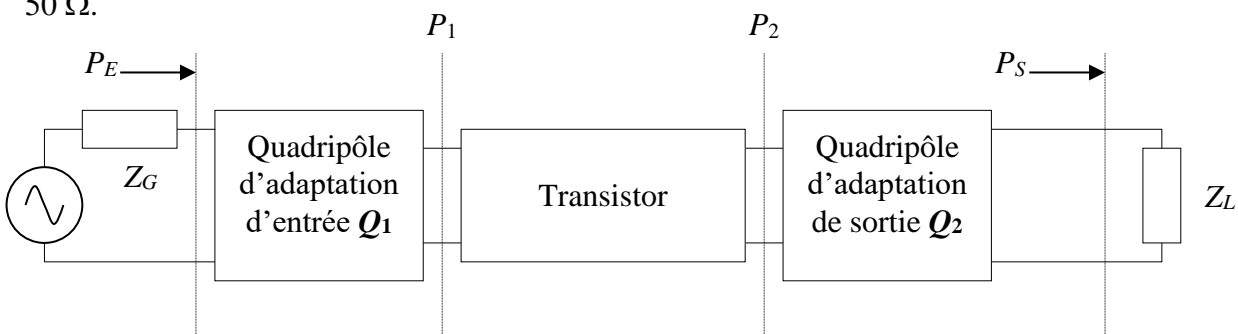 50 Ω.
P1
P2
PE
PS
Quadripôle
d'adaptation
d'entrée Q1
Quadripôle
d'adaptation
de sortie Q2
ZG
Transistor
ZL